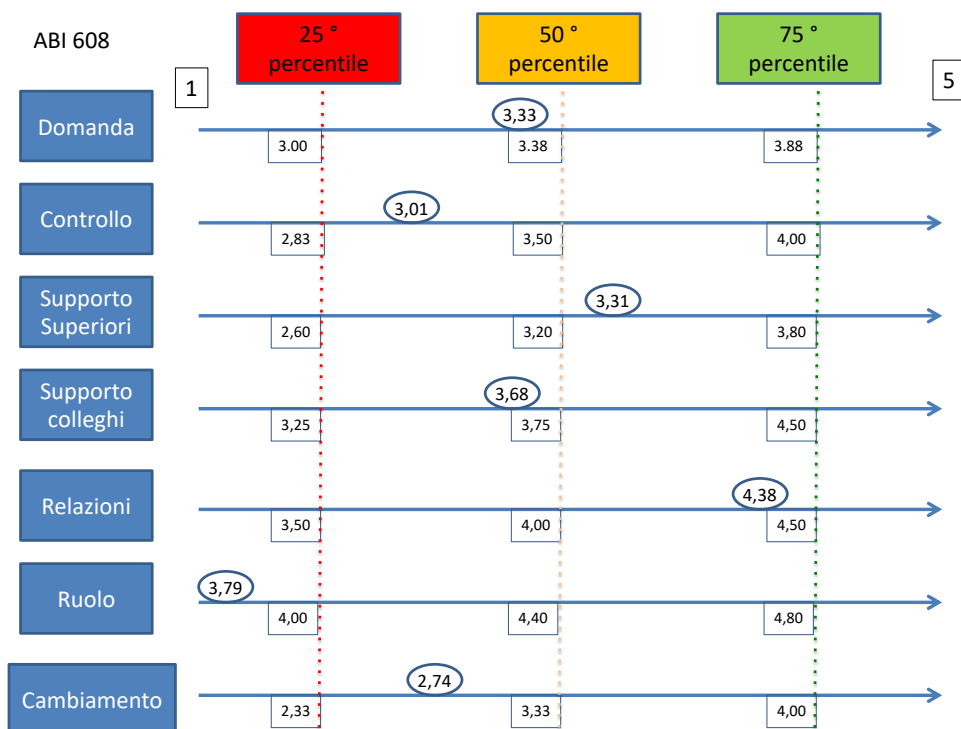 ABI 608
25 °
percentile
50 °
percentile
75 °
percentile
1
5
Domanda
3,33
3.00
3.38
3.88
Controllo
3,01
2,83
3,50
4,00
Supporto
Superiori
3,31
2,60
3,20
3,80
Supporto
colleghi
3,68
3,25
3,75
4,50
Relazioni
4,38
3,50
4,00
4,50
Ruolo
3,79
4,00
4,40
4,80
Cambiamento
2,74
2,33
3,33
4,00